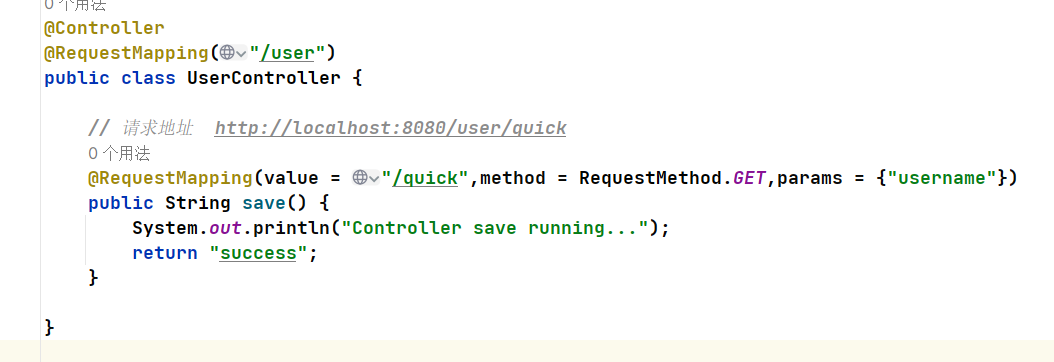 0 个用法
@Controller
@RequestMapping("/user")
public class UserController {
// 请求地址  http://localhost:8080/user/quick
0 个用法
@RequestMapping(value = "/quick",method = RequestMethod.GET,params = {"username"})
public String save() {
System.out.println("Controller save running...");
return "success";
}
}